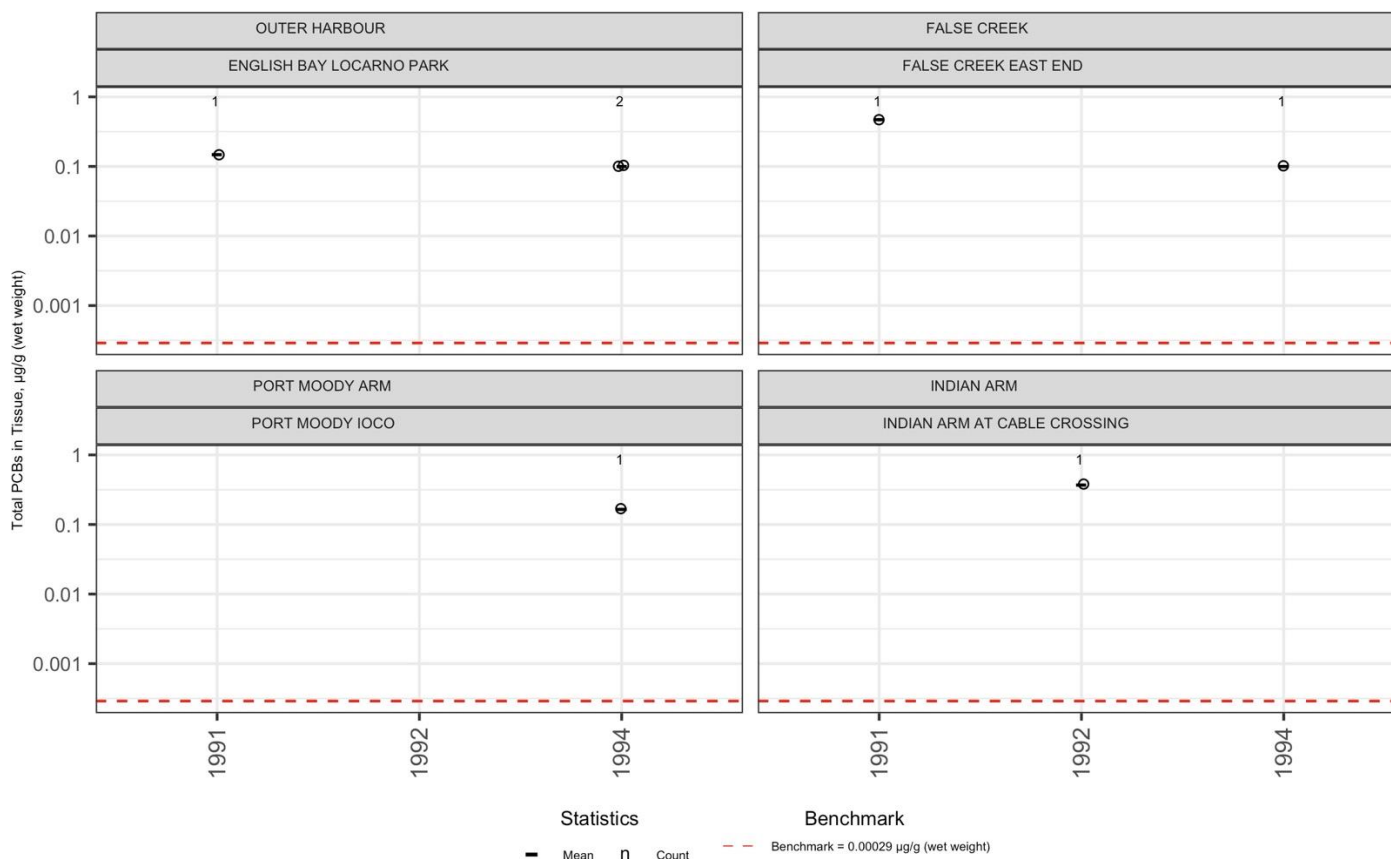 OUTER HARBOUR
FALSE CREEK
ENGLISH BAY LOCARNO PARK
FALSE CREEK EAST END
1
1
2
1
1
0.1
0.01
0.001
Total PCBs in Tissue, µg/g (wet weight)
PORT MOODY ARM
INDIAN ARM
PORT MOODY IOCO
INDIAN ARM AT CABLE CROSSING
1
1
1
0.1
0.01
0.001
1991
1992
1994
1991
1992
1994
Statistics
Benchmark
Mean
n
Count
Benchmark = 0.00029 µg/g (wet weight)